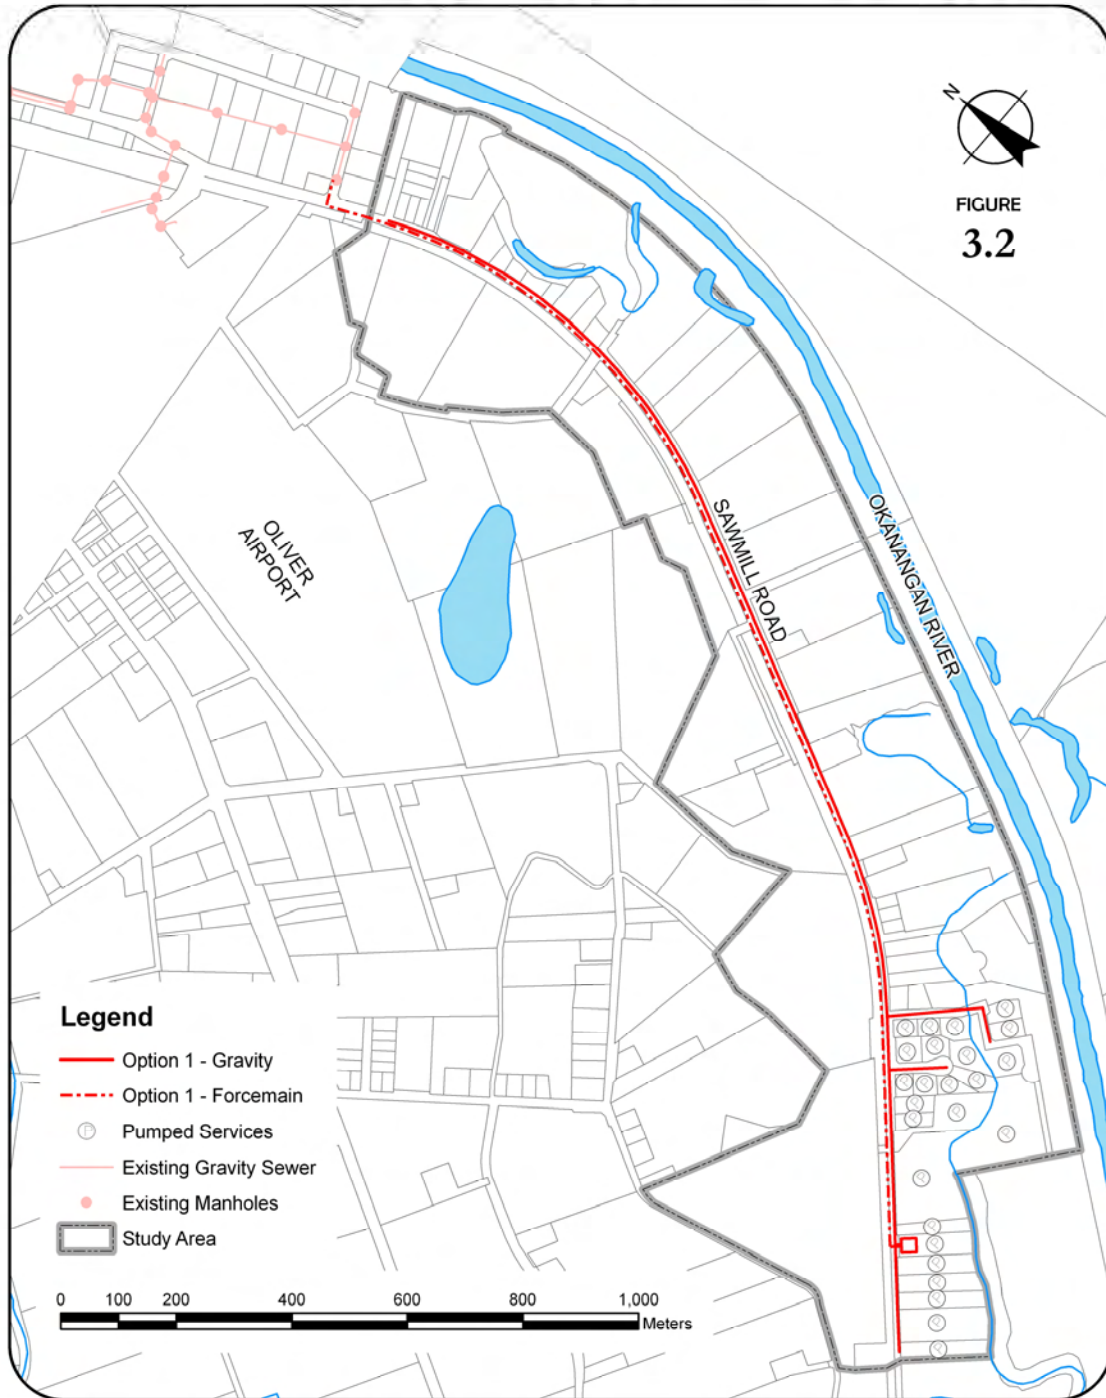 N
FIGURE
3.2
OLIVER
AIRPORT
SAWMILL ROAD
OKANANGAN RIVER
Legend
Option 1 - Gravity
Option 1 - Forcemain
P Pumped Services
Existing Gravity Sewer
Existing Manholes
Study Area
0 100 200 400 600 800 1,000
Meters